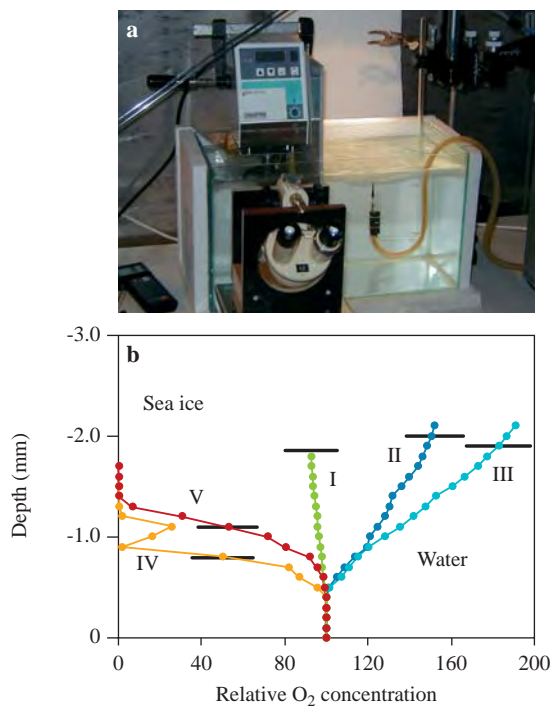 a
b
-3.0
Sea ice
-2.0
I
II
III
V
-1.0
IV
Water
0
0 40 80 120 160 200
Depth (mm)
Relative O₂ concentration